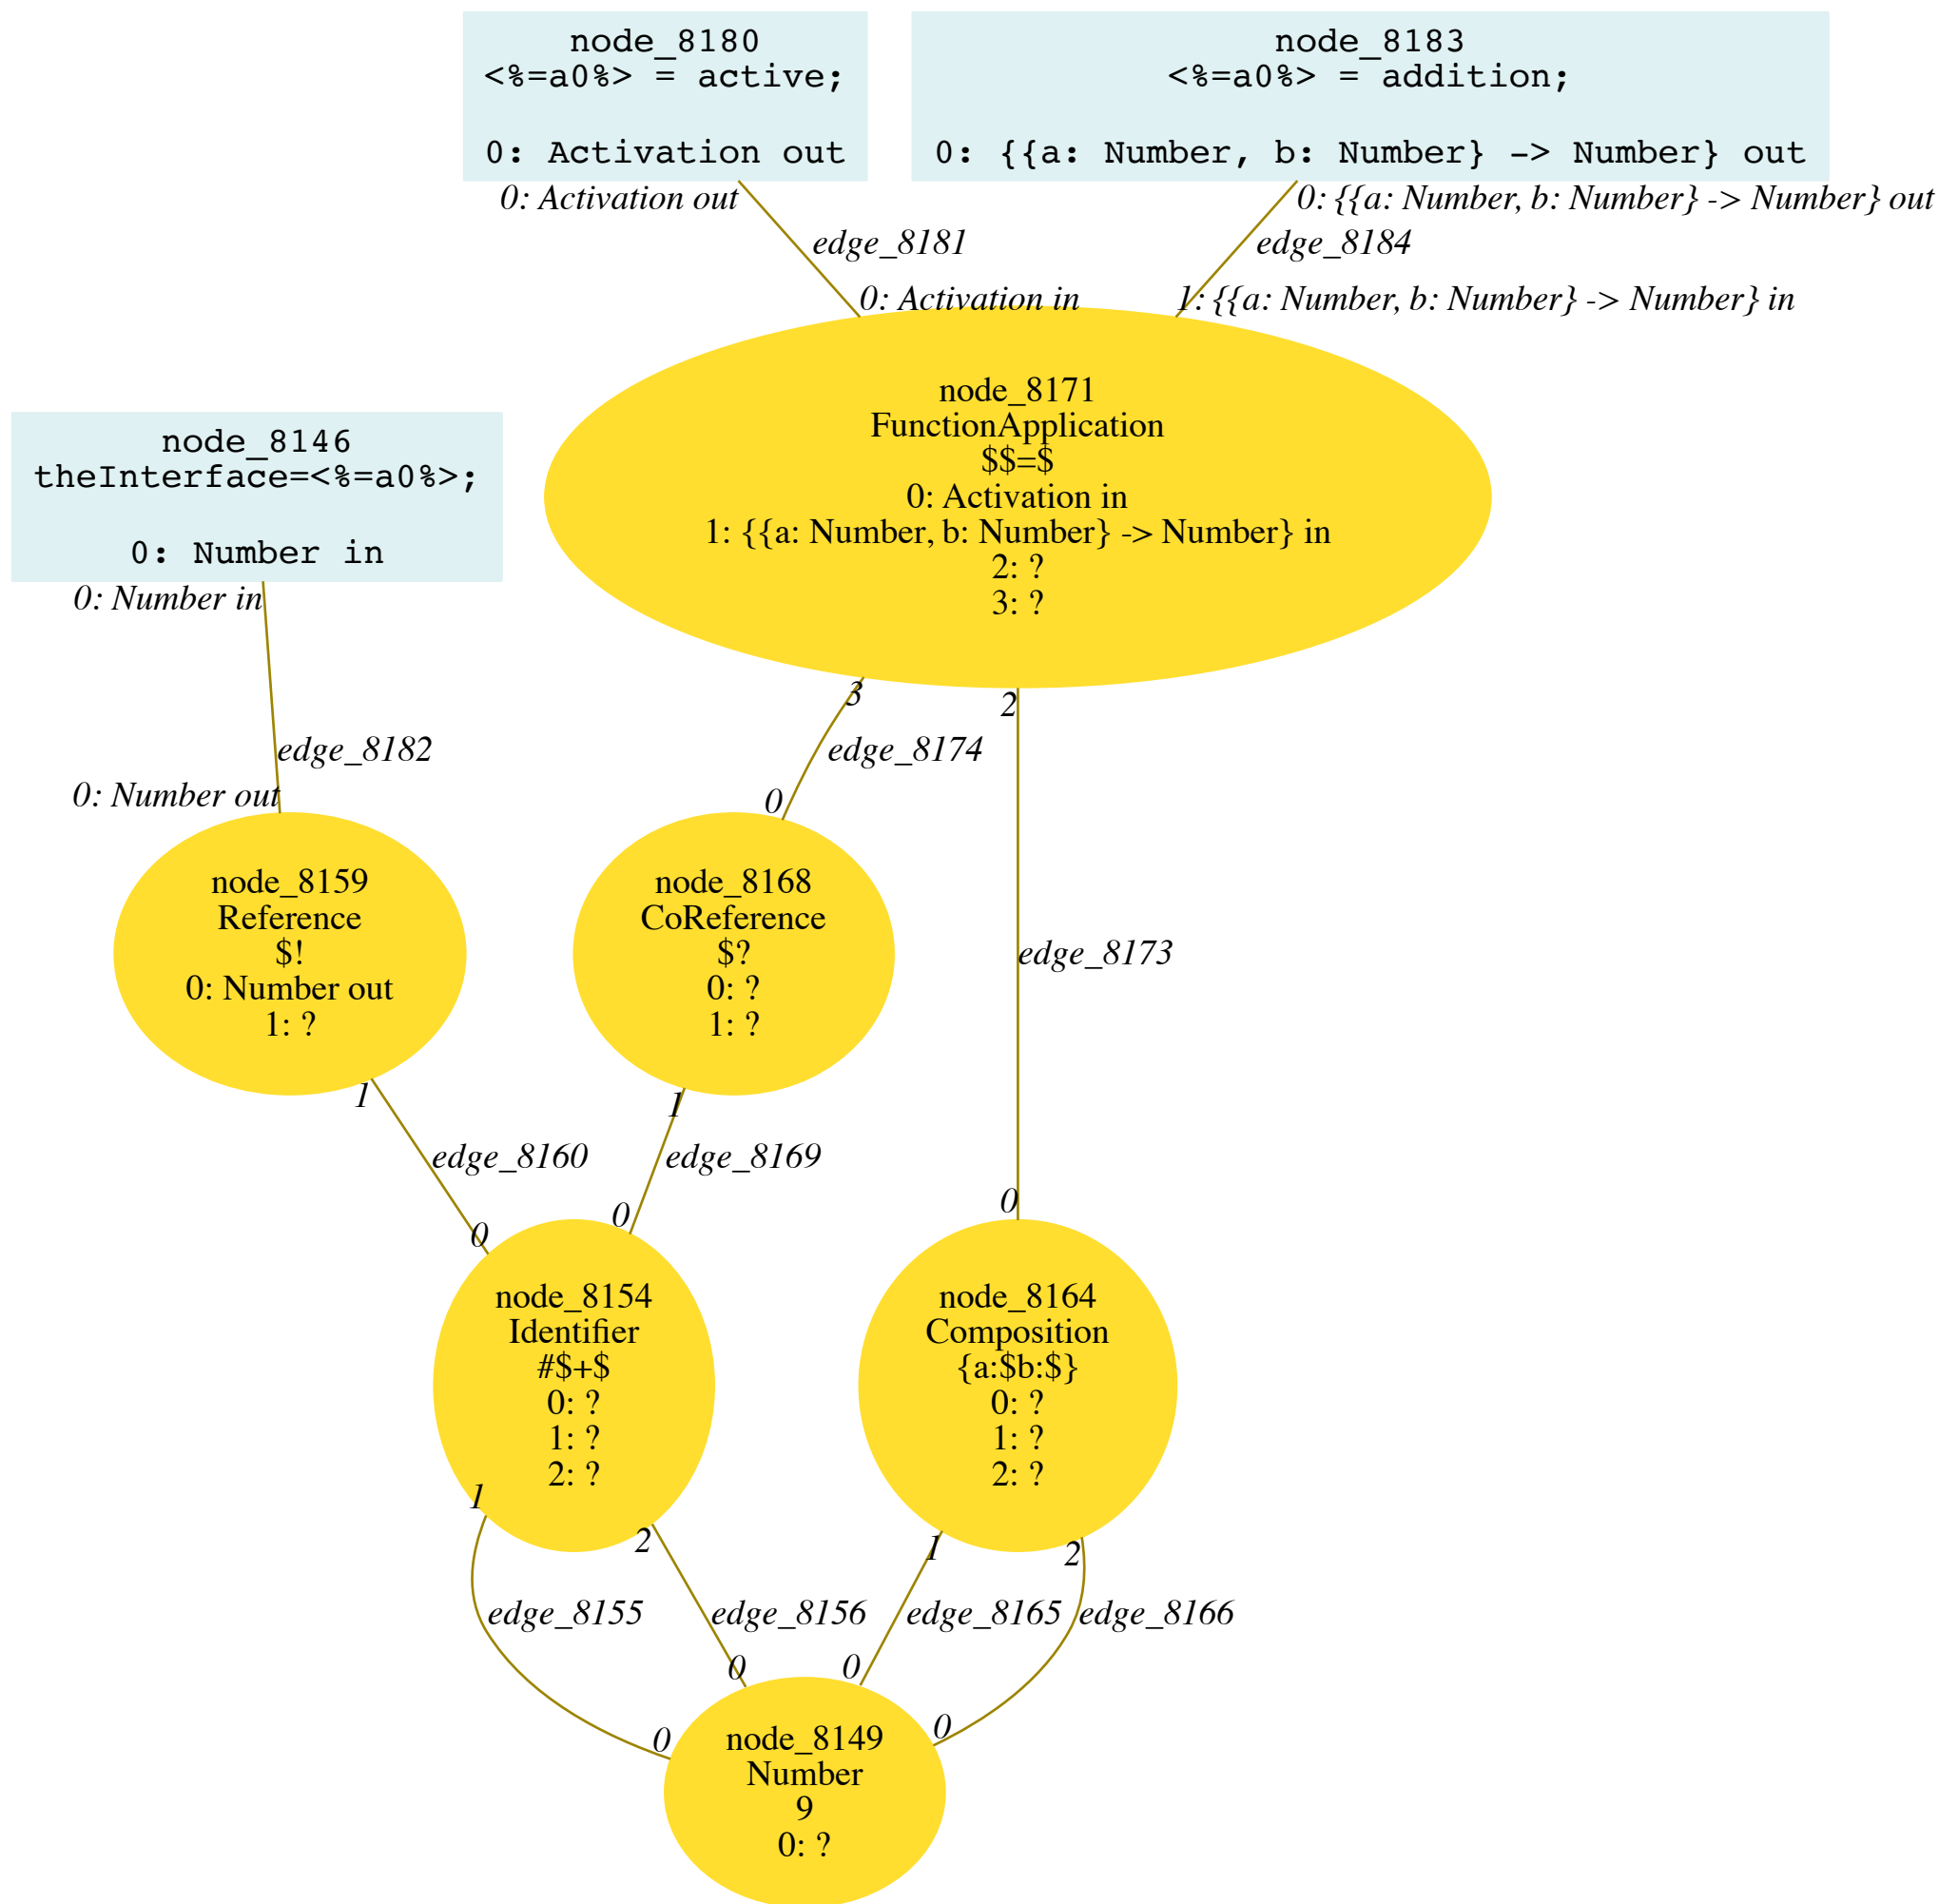 node_8180
<%=a0%> = active;
0: Activation out
node_8183
<%=a0%> = addition;
0: {{a: Number, b: Number} -> Number} out
0: Activation out
0: {{a: Number, b: Number} -> Number} out
edge_8181
edge_8184
0: Activation in
1: {{a: Number, b: Number} -> Number} in
node_8171
FunctionApplication
$$=$
0: Activation in
1: {{a: Number, b: Number} -> Number} in
2: ?
3: ?
node_8146
theInterface=<%=a0%>;
0: Number in
0: Number in
3
2
edge_8182
edge_8174
0: Number out
0
node_8159
Reference
$!
0: Number out
1: ?
node_8168
CoReference
$?
0: ?
1: ?
edge_8173
1
1
edge_8160
edge_8169
0
0
0
node_8154
Identifier
#$+$
0: ?
1: ?
2: ?
node_8164
Composition
{a:$b:$}
0: ?
1: ?
2: ?
1
2
1
2
edge_8155
edge_8156
edge_8165
edge_8166
0
0
0
0
node_8149
Number
9
0: ?